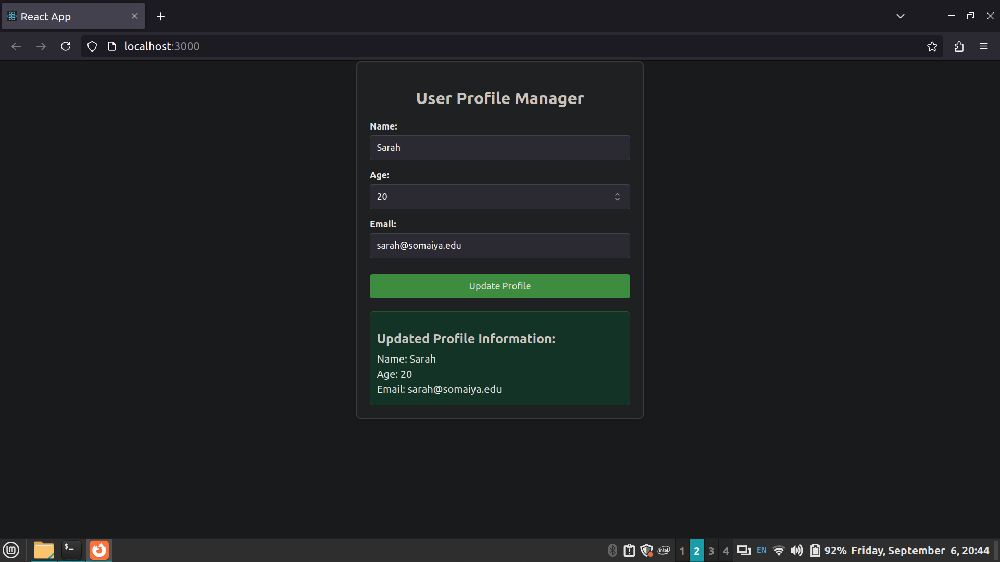 React App
localhost:3000
User Profile Manager
Name:
Sarah
Age:
20
Email:
sarah@somaiya.edu
Update Profile
Updated Profile Information:
Name: Sarah
Age: 20
Email: sarah@somaiya.edu
lm $_ intel 1 2 3 4 EN 92% Friday, September 6, 20:44